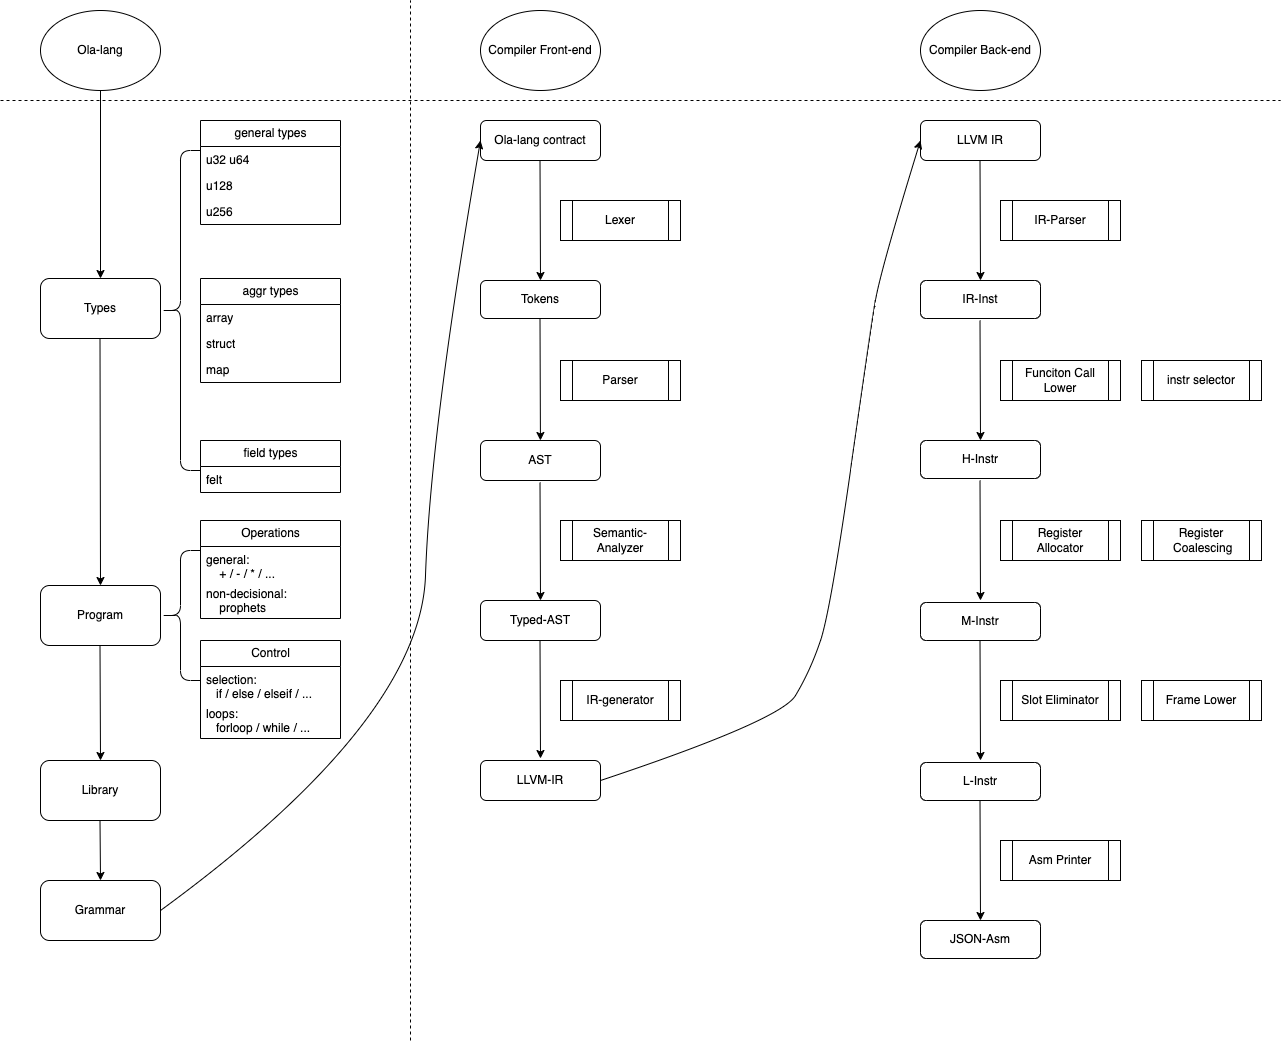 Ola-lang
Compiler Front-end
Compiler Back-end
general types
u32 u64
u128
u256
Types
aggr types
array
struct
map
field types
felt
Program
Operations
general:
+ / - / * / ...
non-decisional:
prophets
Control
selection:
if / else / elseif / ...
loops:
forloop / while / ...
Library
Grammar
Ola-lang contract
Lexer
Tokens
Parser
AST
Semantic-
Analyzer
Typed-AST
IR-generator
LLVM-IR
LLVM IR
IR-Parser
IR-Inst
Funciton Call
Lower
instr selector
H-Instr
Register
Allocator
Register
Coalescing
M-Instr
Slot Eliminator
Frame Lower
L-Instr
Asm Printer
JSON-Asm